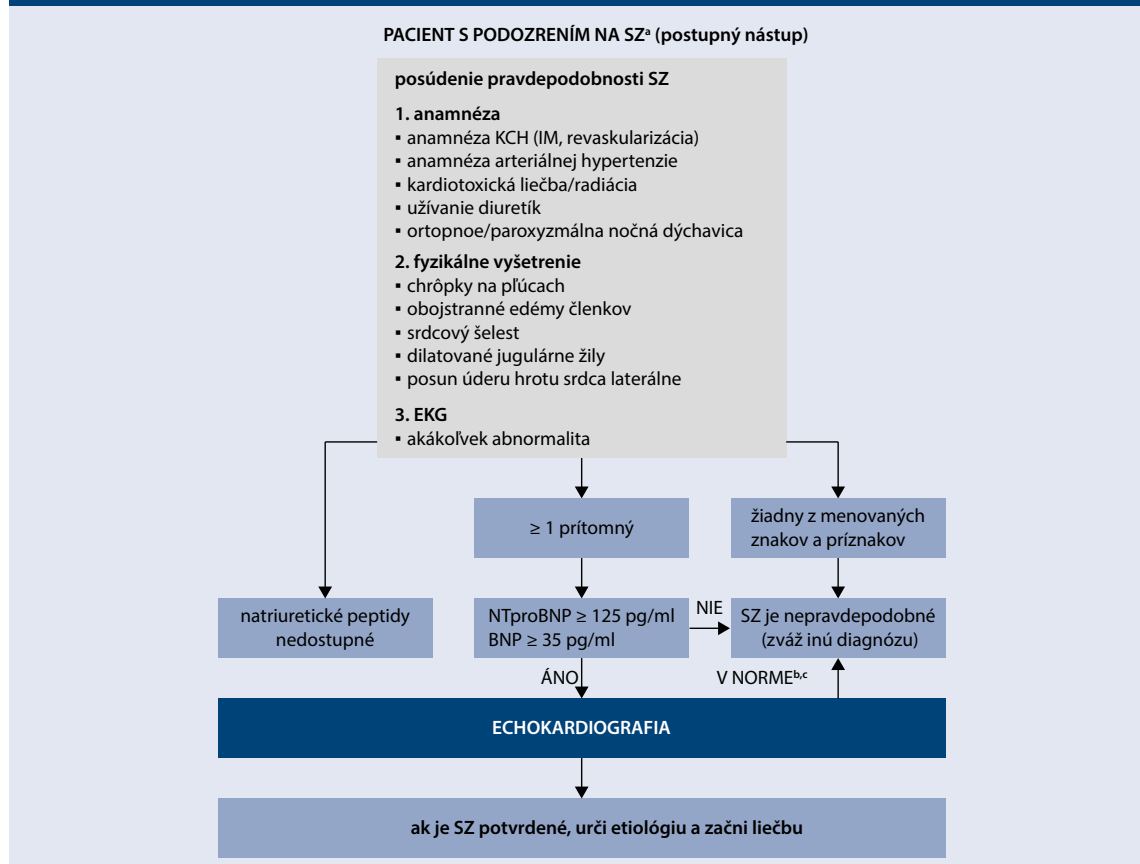 PACIENT S PODOZRENÍM NA SZᵃ (postupný nástup)
posúdenie pravdepodobnosti SZ
1. anamnéza
▪ anamnéza KCH (IM, revaskularizácia)
▪ anamnéza arteriálnej hypertenzie
▪ kardiotoxická liečba/radiácia
▪ užívanie diuretík
▪ ortopnoe/paroxyzmálna nočná dýchavica
2. fyzikálne vyšetrenie
▪ chrôpky na pľúcach
▪ obojstranné edémy členkov
▪ srdcový šelest
▪ dilatované jugulárne žily
▪ posun úderu hrotu srdca laterálne
3. EKG
▪ akákoľvek abnormalita
≥ 1 prítomný
žiadny z menovaných
znakov a príznakov
natriuretické peptidy
nedostupné
NTproBNP ≥ 125 pg/ml
BNP ≥ 35 pg/ml
NIE
SZ je nepravdepodobné
(zváž inú diagnózu)
ÁNO
V NORMEᵇ,ᶜ
ECHOKARDIOGRAFIA
ak je SZ potvrdené, urči etiológiu a začni liečbu